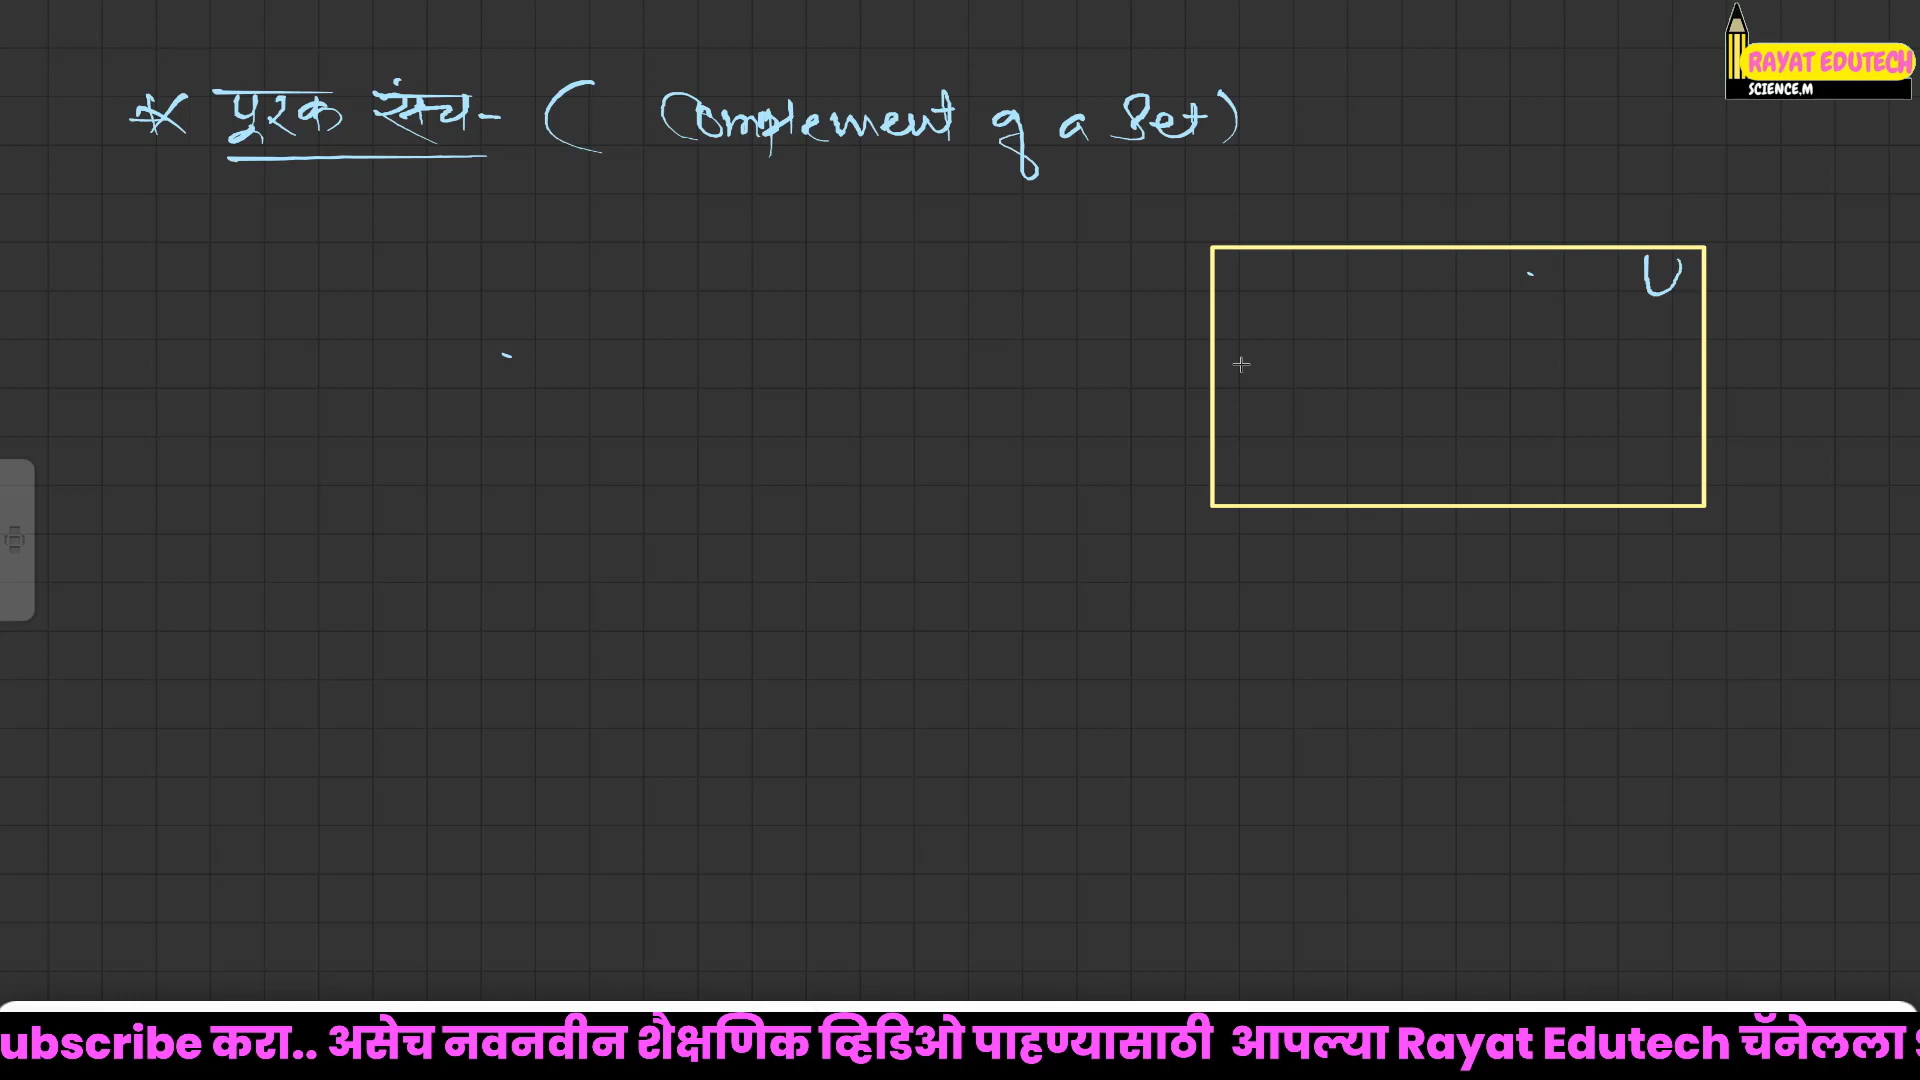 RAYAT EDUTECH
SCIENCE,M
* पुरक संच - ( Complement of a Set)
U
ubscribe करा.. असेच नवनवीन शैक्षणिक व्हिडिओ पाहण्यासाठी आपल्या Rayat Edutech चॅनेलला S